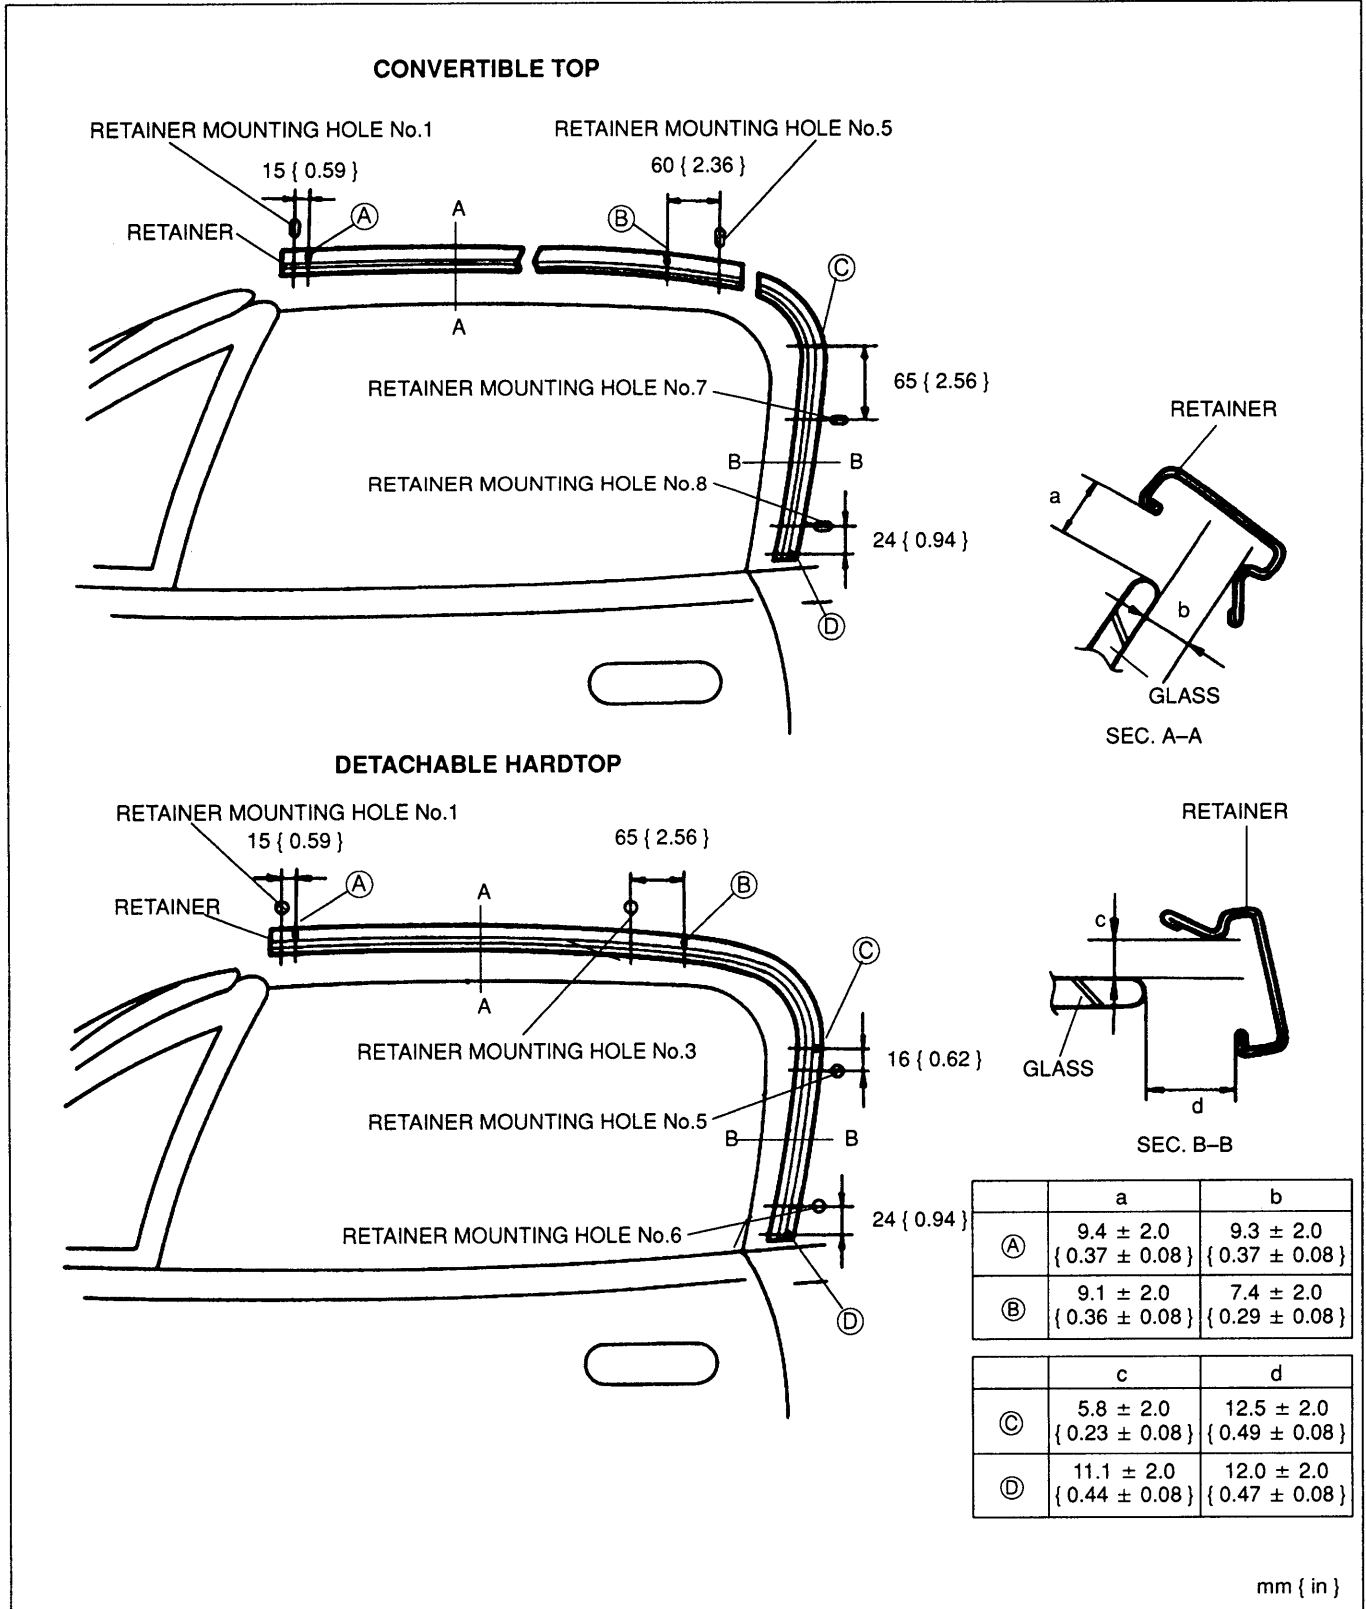 CONVERTIBLE TOP
RETAINER MOUNTING HOLE No.1
RETAINER MOUNTING HOLE No.5
15 { 0.59 }
60 { 2.36 }
Ⓐ
A
Ⓑ
RETAINER
Ⓒ
A
65 { 2.56 }
RETAINER MOUNTING HOLE No.7
RETAINER
B
B
RETAINER MOUNTING HOLE No.8
a
24 { 0.94 }
b
Ⓓ
GLASS
SEC. A–A
DETACHABLE HARDTOP
RETAINER MOUNTING HOLE No.1
15 { 0.59 }
65 { 2.56 }
RETAINER
Ⓐ
A
Ⓑ
RETAINER
c
Ⓒ
A
RETAINER MOUNTING HOLE No.3
16 { 0.62 }
GLASS
d
RETAINER MOUNTING HOLE No.5
B
B
SEC. B–B
RETAINER MOUNTING HOLE No.6
24 { 0.94 }
Ⓓ
a b
Ⓐ 9.4 ± 2.0 9.3 ± 2.0
{ 0.37 ± 0.08 } { 0.37 ± 0.08 }
Ⓑ 9.1 ± 2.0 7.4 ± 2.0
{ 0.36 ± 0.08 } { 0.29 ± 0.08 }
c d
Ⓒ 5.8 ± 2.0 12.5 ± 2.0
{ 0.23 ± 0.08 } { 0.49 ± 0.08 }
Ⓓ 11.1 ± 2.0 12.0 ± 2.0
{ 0.44 ± 0.08 } { 0.47 ± 0.08 }
mm { in }